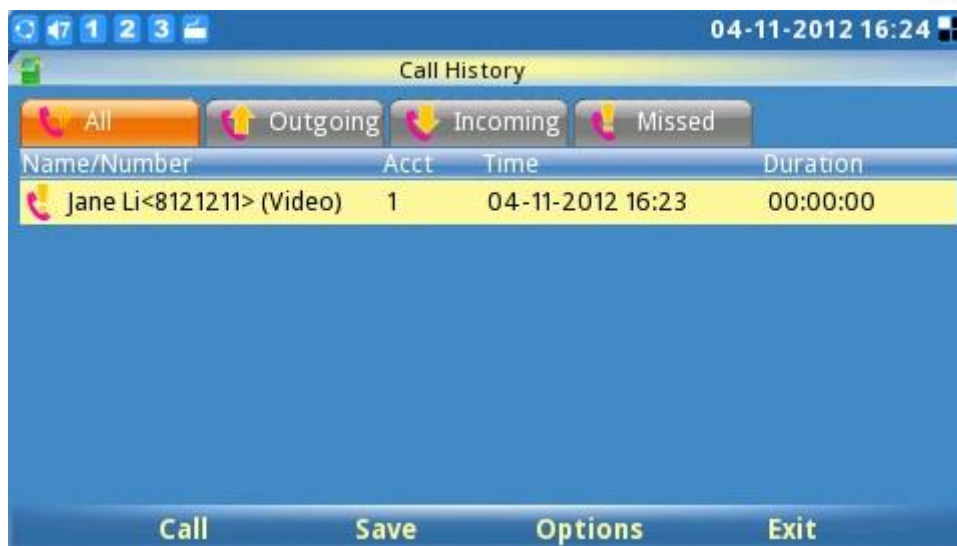 7 1 2 3 04-11-2012 16:24
Call History
All Outgoing Incoming Missed
Name/Number Acct Time Duration
Jane Li<8121211> (Video) 1 04-11-2012 16:23 00:00:00
Call Save Options Exit